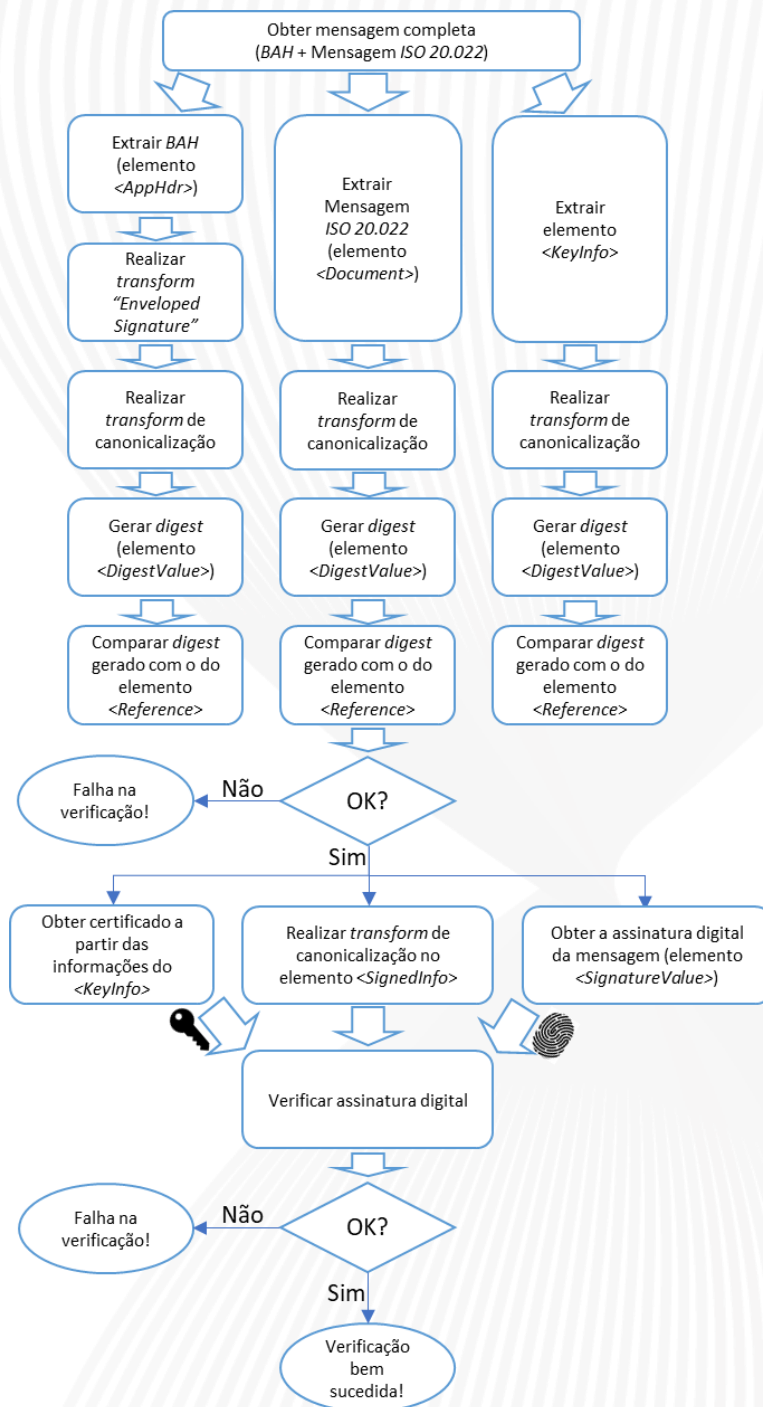 Obter mensagem completa
(BAH + Mensagem ISO 20.022)
Extrair BAH
(elemento
<AppHdr>)
Realizar
transform
“Enveloped
Signature”
Extrair
Mensagem
ISO 20.022
(elemento
<Document>)
Extrair
elemento
<KeyInfo>
Realizar
transform de
canonicalização
Realizar
transform de
canonicalização
Realizar
transform de
canonicalização
Gerar digest
(elemento
<DigestValue>)
Gerar digest
(elemento
<DigestValue>)
Gerar digest
(elemento
<DigestValue>)
Comparar digest
gerado com o do
elemento
<Reference>
Comparar digest
gerado com o do
elemento
<Reference>
Comparar digest
gerado com o do
elemento
<Reference>
Falha na
verificação!
Não
OK?
Sim
Obter certificado a
partir das
informações do
<KeyInfo>
Realizar transform de
canonicalização no
elemento <SignedInfo>
Obter a assinatura digital
da mensagem (elemento
<SignatureValue>)
Verificar assinatura digital
Falha na
verificação!
Não
OK?
Sim
Verificação
bem
sucedida!